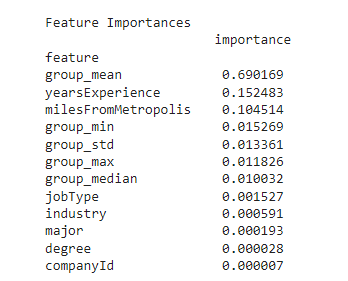 Feature Importances
importance
feature
group_mean 0.690169
yearsExperience 0.152483
milesFromMetropolis 0.104514
group_min 0.015269
group_std 0.013361
group_max 0.011826
group_median 0.010032
jobType 0.001527
industry 0.000591
major 0.000193
degree 0.000028
companyId 0.000007